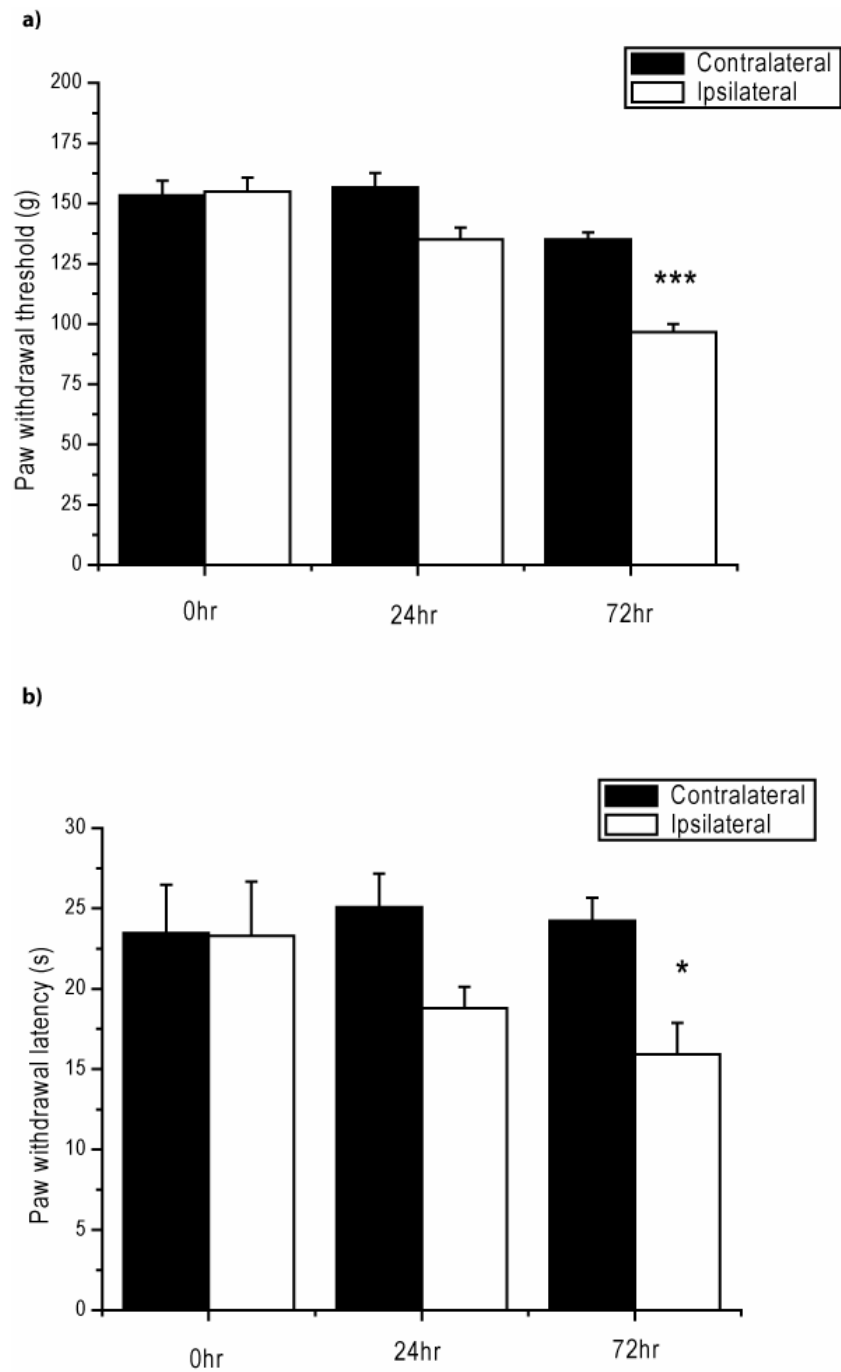 a)
Contralateral
Ipsilateral
Paw withdrawal threshold (g)
200
175
150
125
100
75
50
25
0
***
0hr 24hr 72hr
b)
Contralateral
Ipsilateral
Paw withdrawal latency (s)
30
25
20
15
10
5
0
*
0hr 24hr 72hr